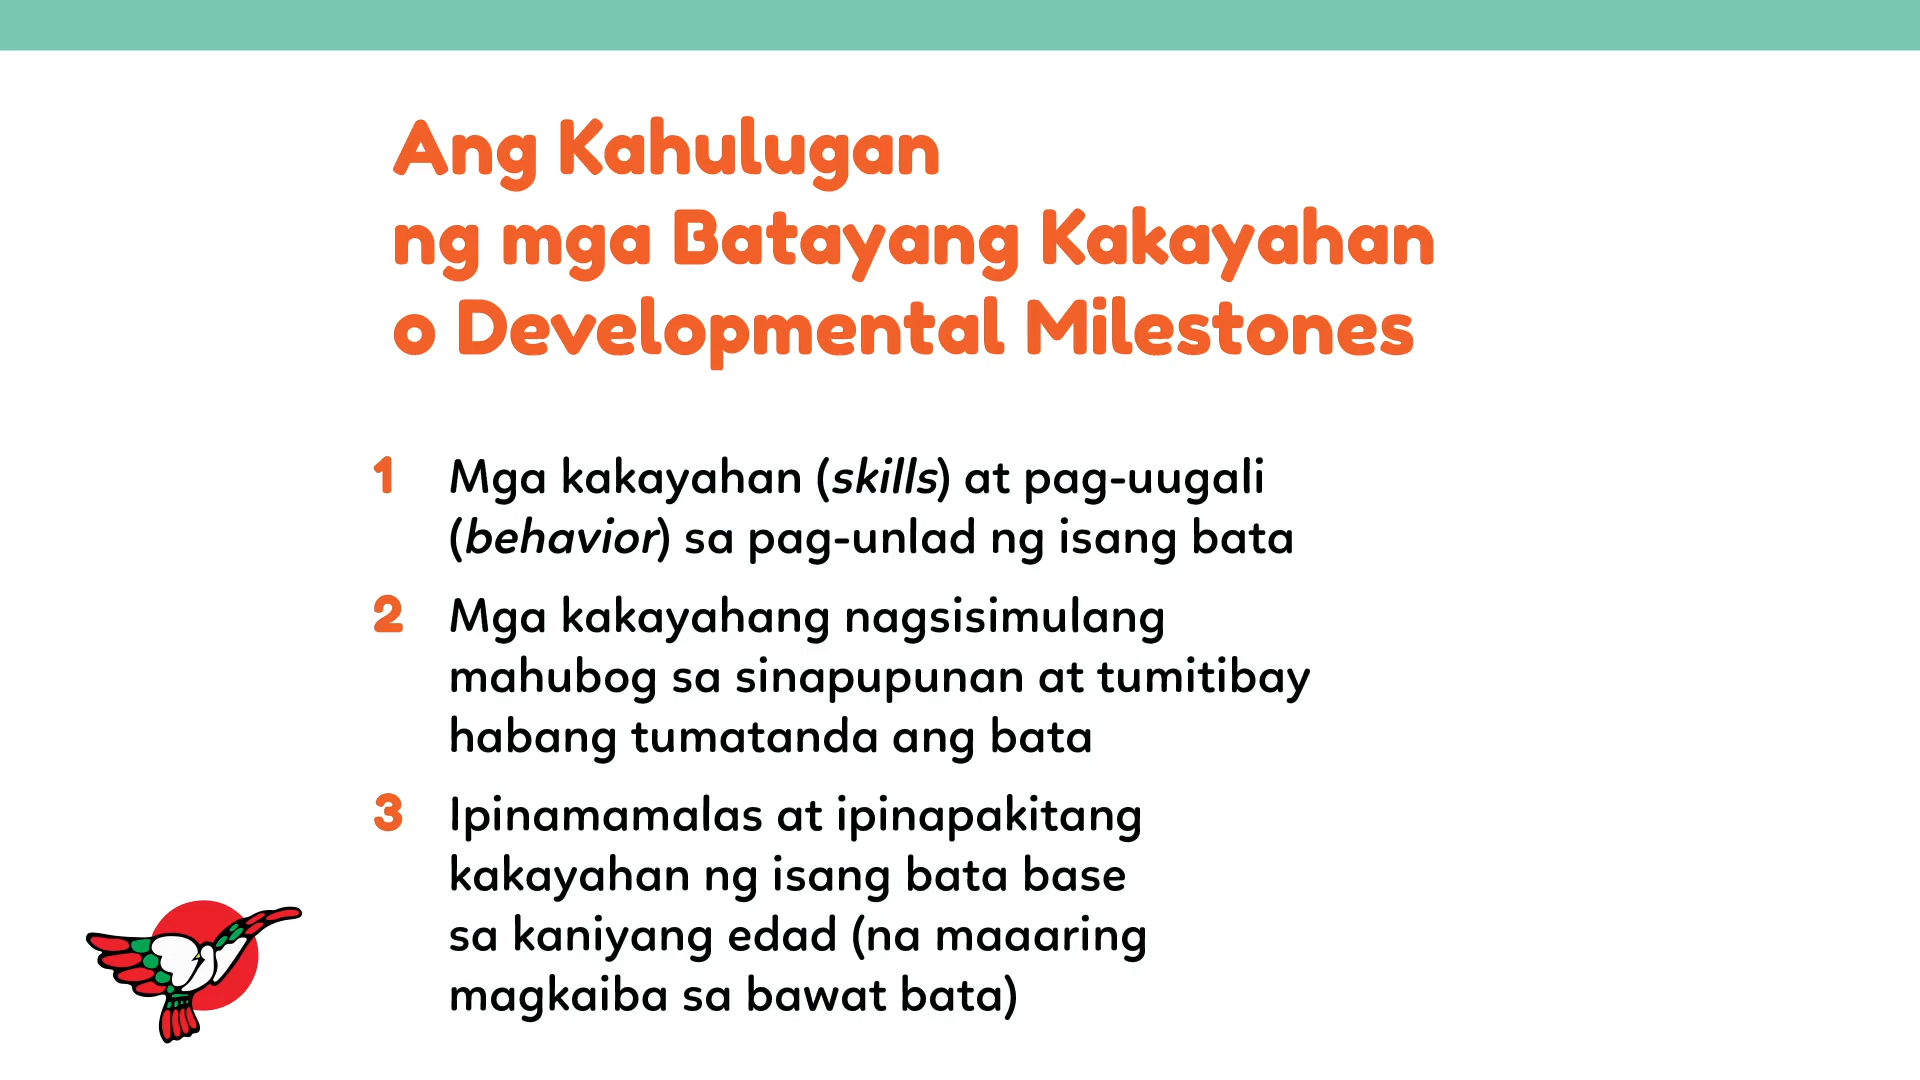 Ang Kahulugan
ng mga Batayang Kakayahan
o Developmental Milestones
1 Mga kakayahan (skills) at pag-uugali
(behavior) sa pag-unlad ng isang bata
2 Mga kakayahang nagsisimulang
mahubog sa sinapupunan at tumitibay
habang tumatanda ang bata
3 Ipinamamalas at ipinapakitang
kakayahan ng isang bata base
sa kaniyang edad (na maaaring
magkaiba sa bawat bata)